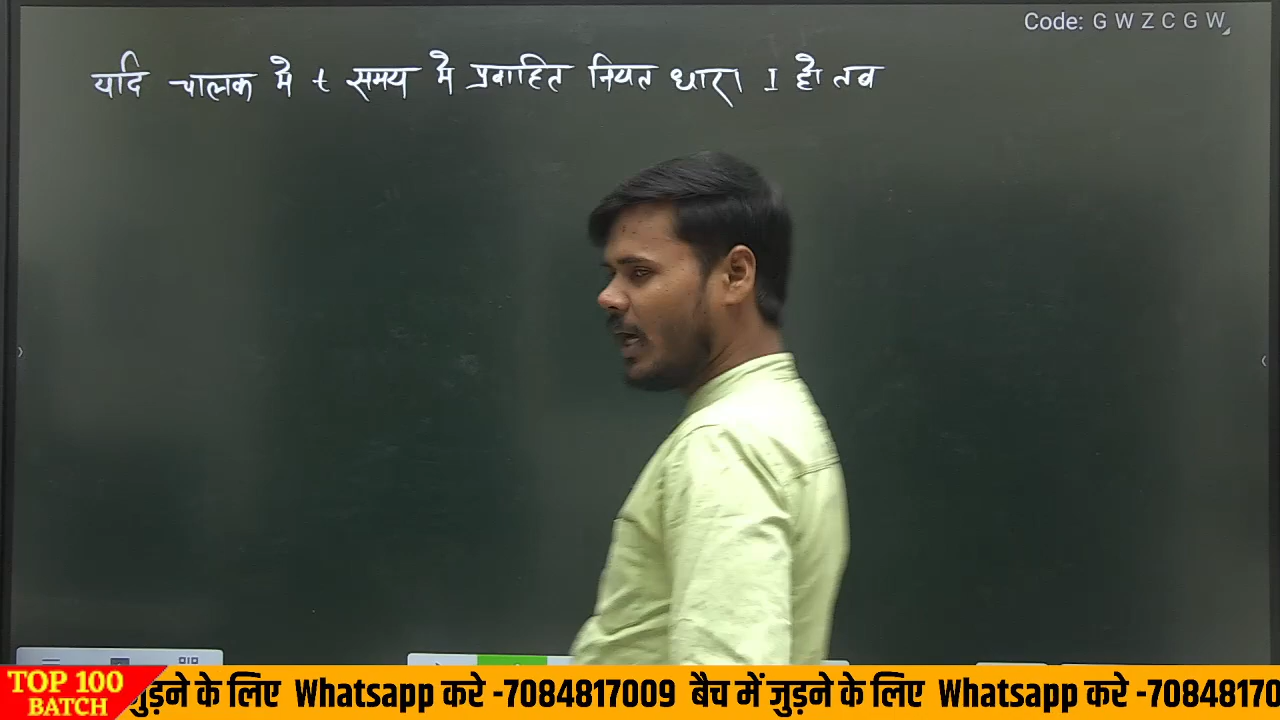 Code: G W Z C G W
यदि चालक मे t समय मे प्रवाहित नियत धारा I हो तब
TOP 100
BATCH
जुड़ने के लिए Whatsapp करे -7084817009 बैच में जुड़ने के लिए Whatsapp करे -70848170